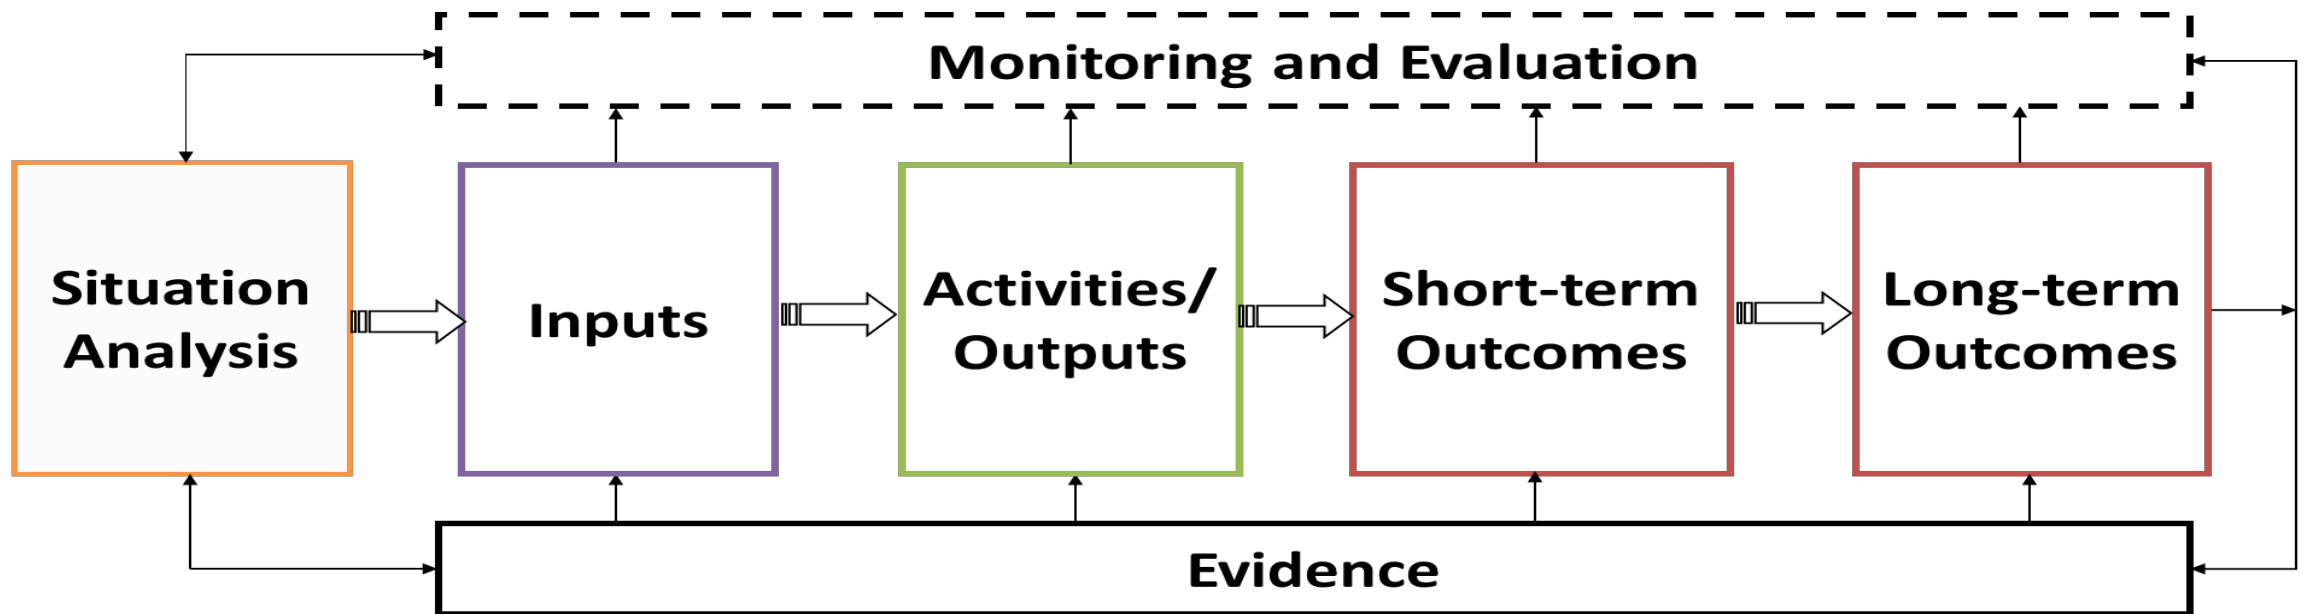 Monitoring and Evaluation
Situation
Analysis
Inputs
Activities/
Outputs
Short-term
Outcomes
Long-term
Outcomes
Evidence